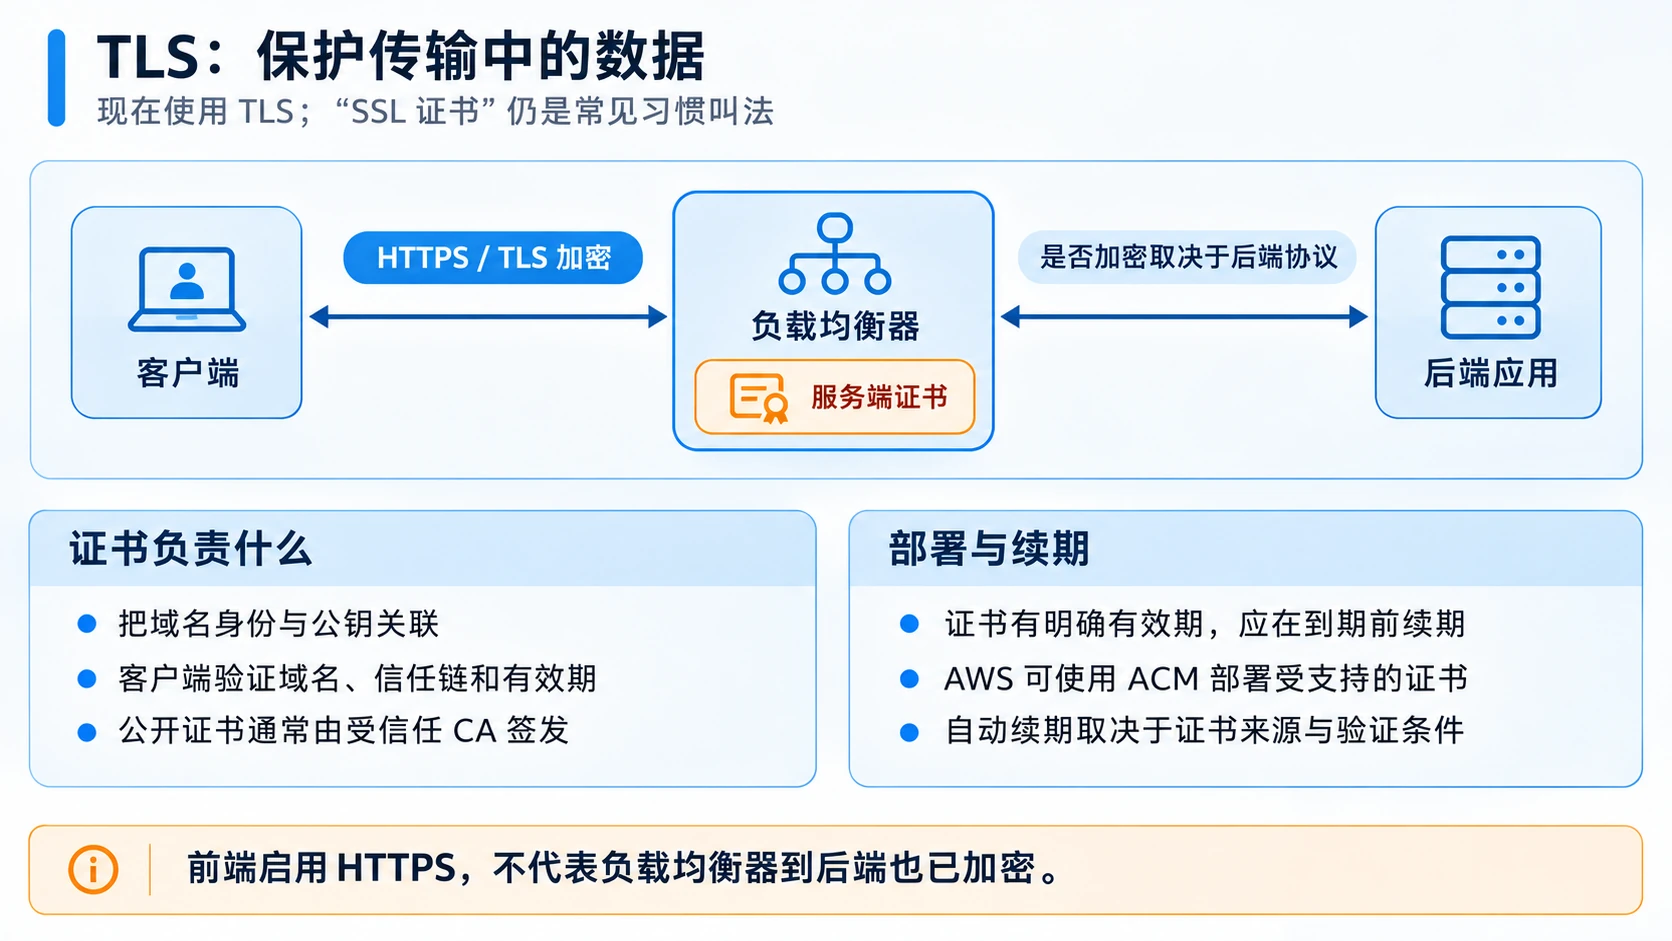 TLS：保护传输中的数据
现在使用 TLS；“SSL 证书” 仍是常见习惯叫法
客户端
HTTPS / TLS 加密
负载均衡器
服务端证书
是否加密取决于后端协议
后端应用
证书负责什么
把域名身份与公钥关联
客户端验证域名、信任链和有效期
公开证书通常由受信任 CA 签发
部署与续期
证书有明确有效期，应在到期前续期
AWS 可使用 ACM 部署受支持的证书
自动续期取决于证书来源与验证条件
前端启用 HTTPS，不代表负载均衡器到后端也已加密。